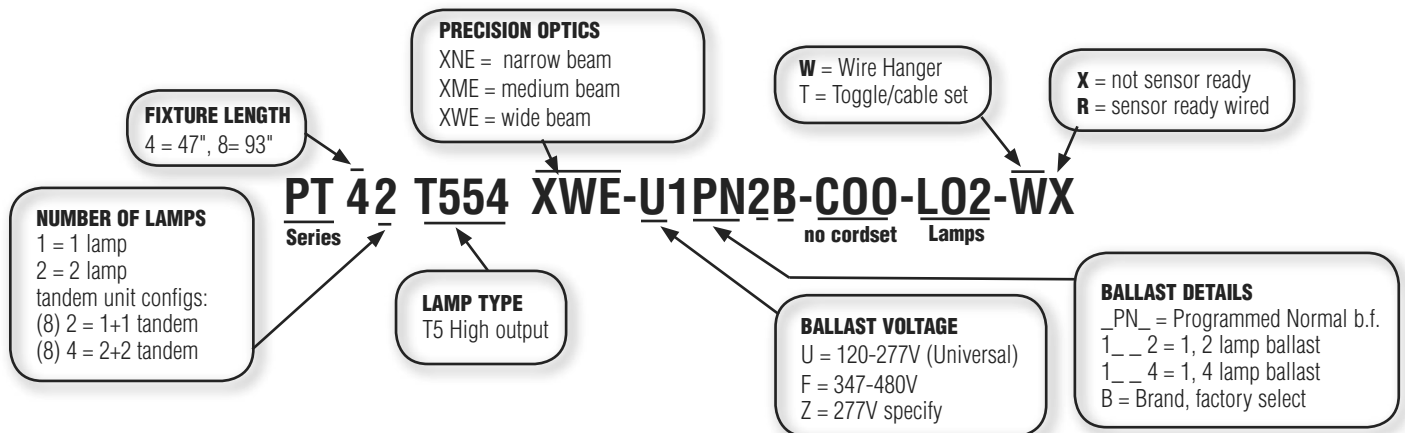 PRECISION OPTICS
XNE = narrow beam
XME = medium beam
XWE = wide beam
W = Wire Hanger
T = Toggle/cable set
X = not sensor ready
R = sensor ready wired
FIXTURE LENGTH
4 = 47", 8= 93"
PT 42 T554 XWE-U1PN2B-C00-L02-WX
Series
no cordset
Lamps
NUMBER OF LAMPS
1 = 1 lamp
2 = 2 lamp
tandem unit configs:
(8) 2 = 1+1 tandem
(8) 4 = 2+2 tandem
LAMP TYPE
T5 High output
BALLAST VOLTAGE
U = 120-277V (Universal)
F = 347-480V
Z = 277V specify
BALLAST DETAILS
_PN_ = Programmed Normal b.f.
1_ _ 2 = 1, 2 lamp ballast
1_ _ 4 = 1, 4 lamp ballast
B = Brand, factory select